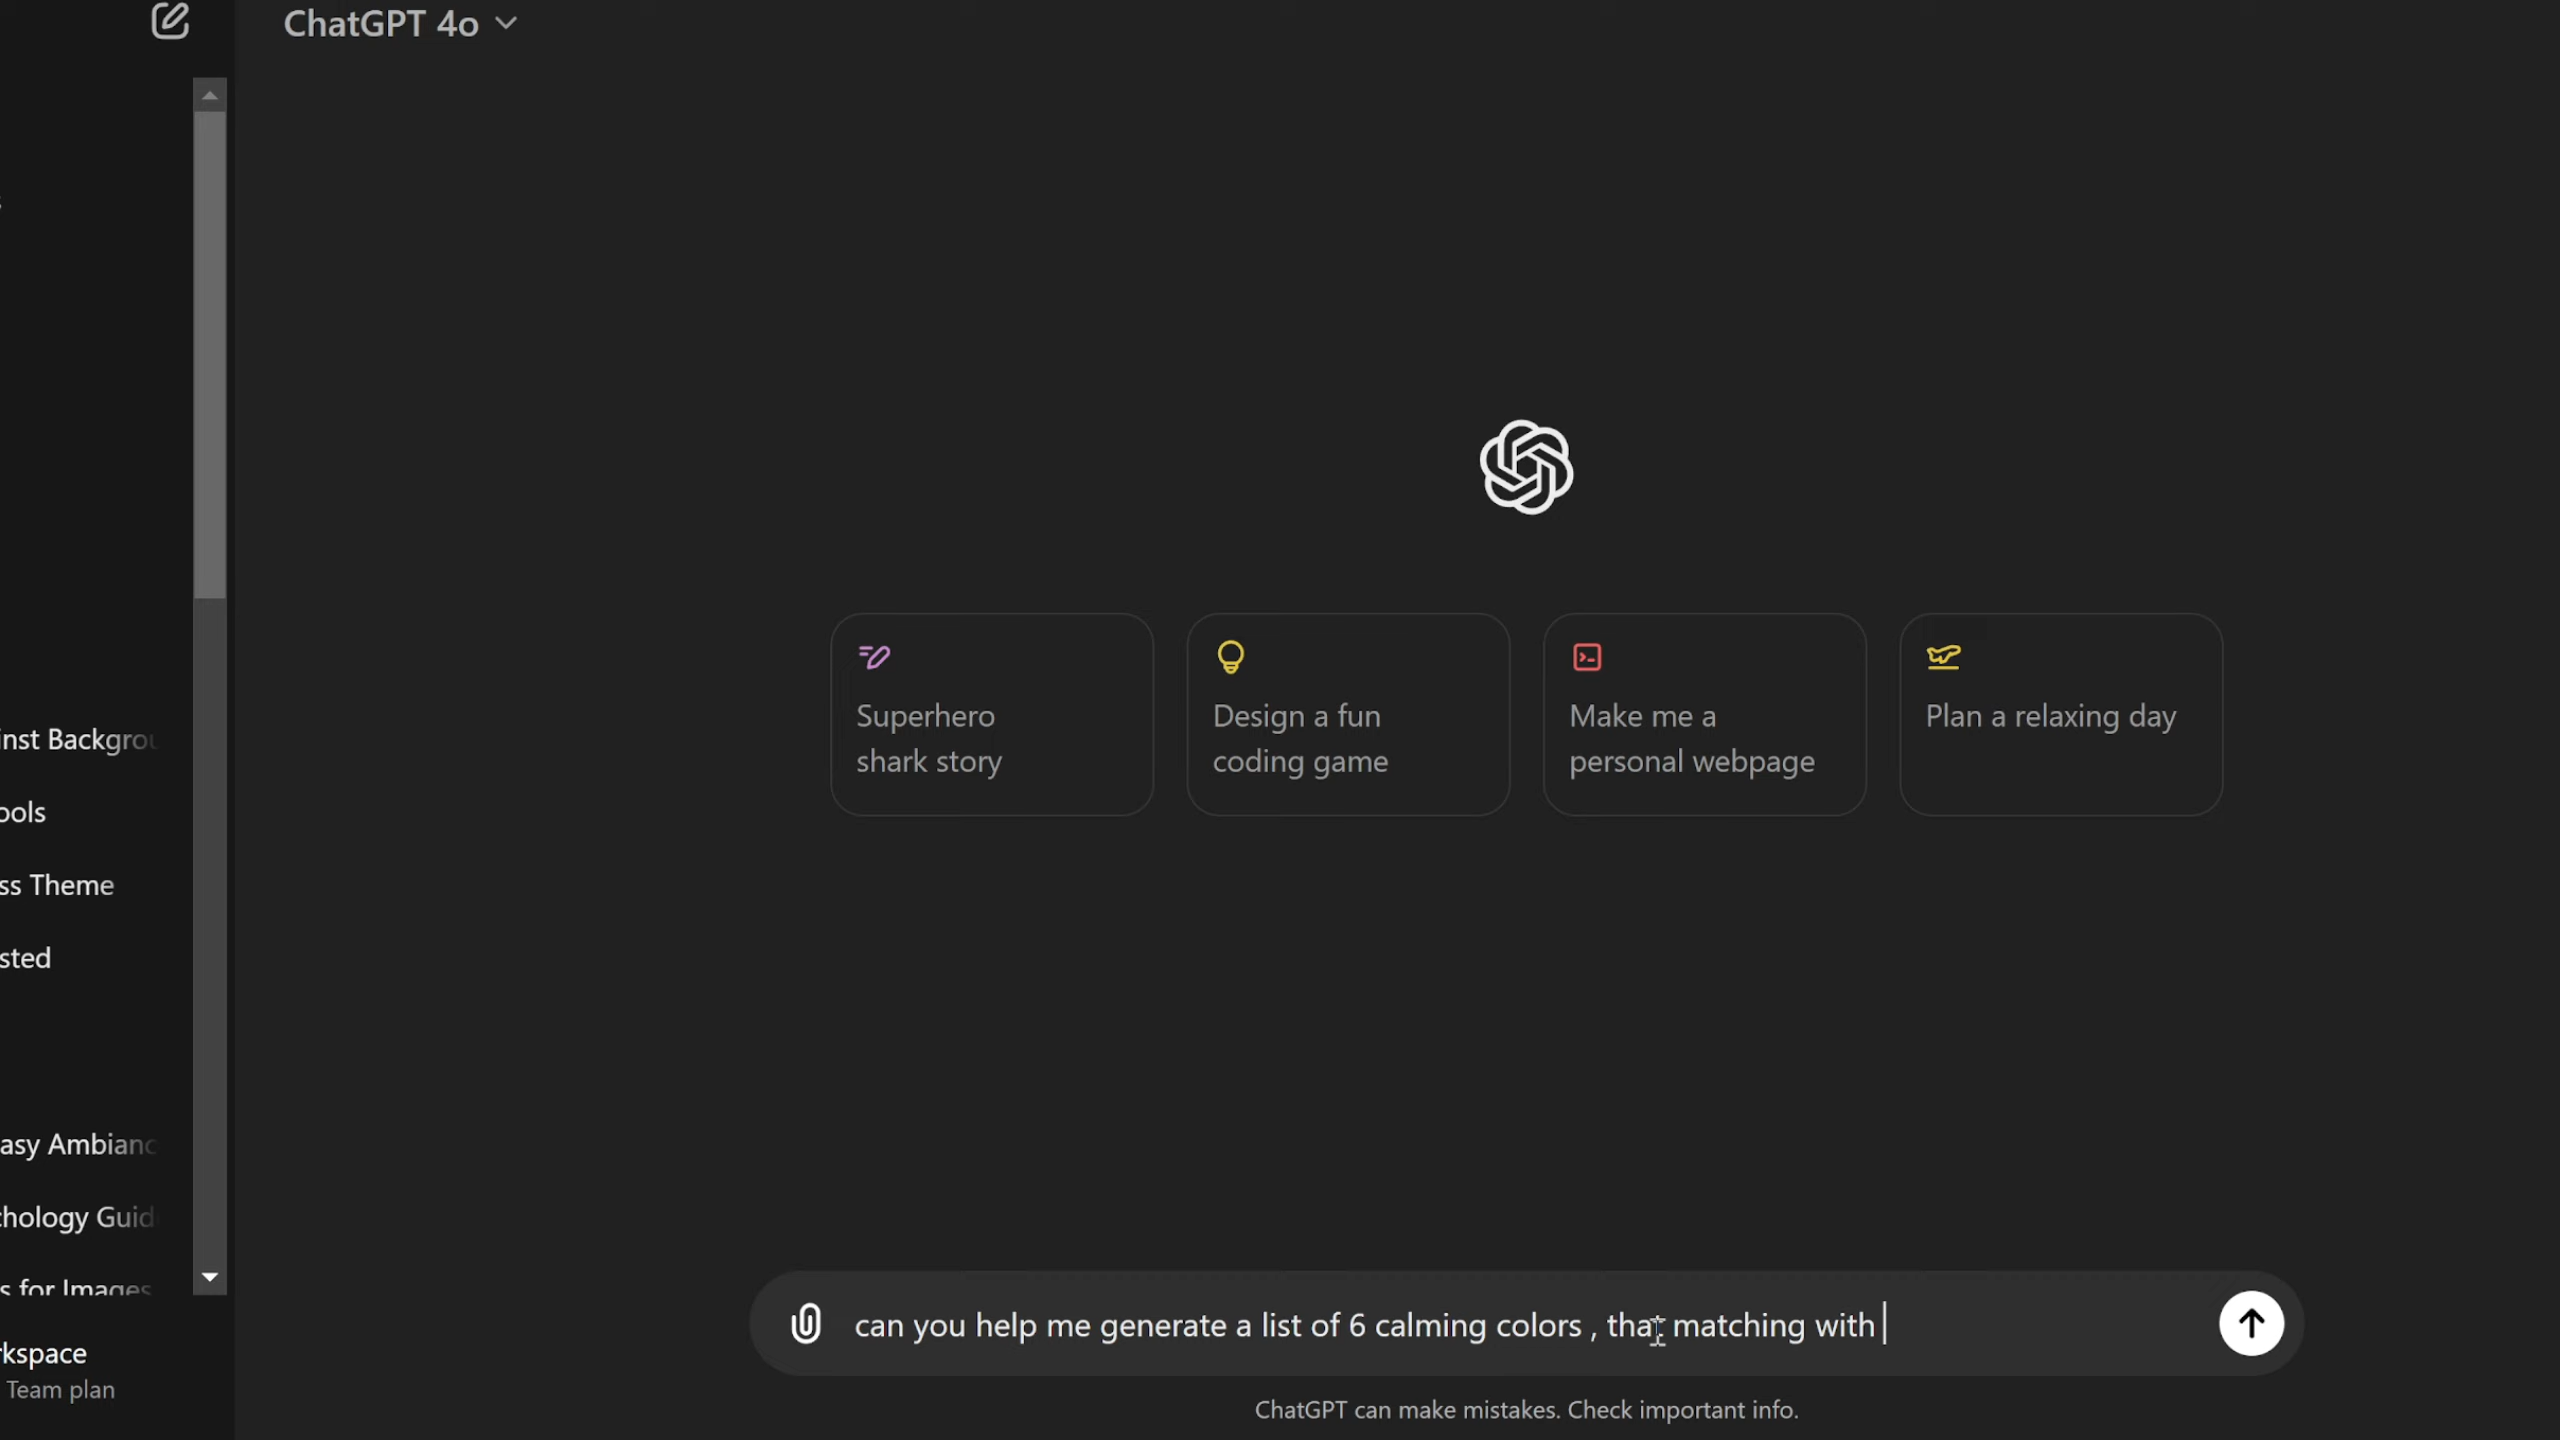 ChatGPT 4o
inst Backgrou
ools
ss Theme
sted
asy Ambianc
chology Guid
s for Images
rkspace
Team plan
Superhero
shark story
Design a fun
coding game
Make me a
personal webpage
Plan a relaxing day
can you help me generate a list of 6 calming colors , that matching with
ChatGPT can make mistakes. Check important info.